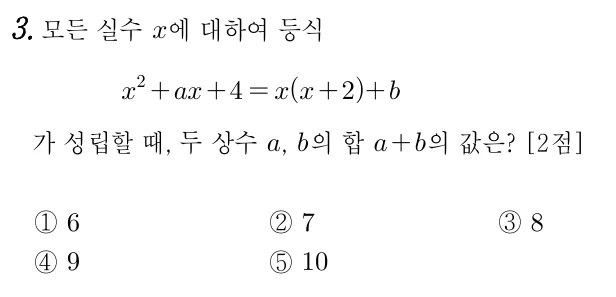 3. 모든 실수 x에 대하여 등식
x² + ax + 4 = x(x+2) + b
가 성립할 때, 두 상수 a, b의 합 a+b의 값은? [2점]
① 6 ② 7 ③ 8
④ 9 ⑤ 10